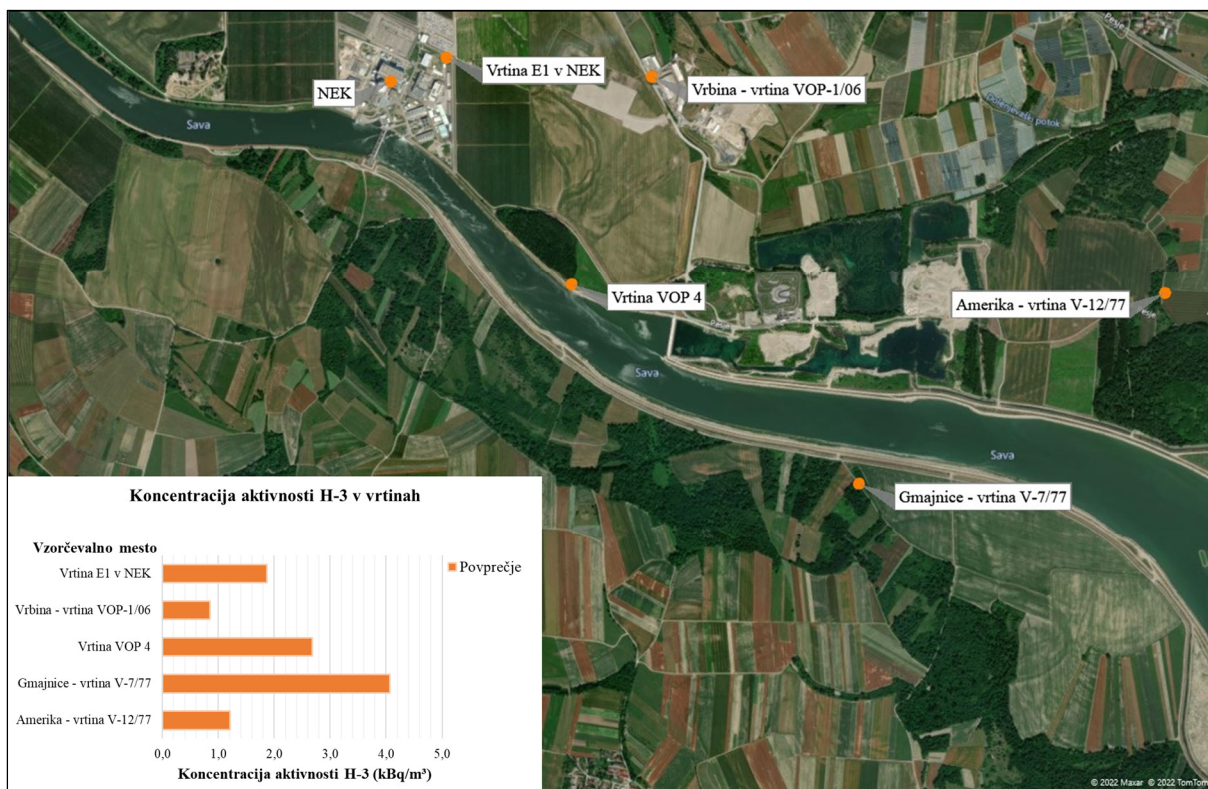 Pesje
Vrtina E1 v NEK
NEK
Vrbina - vrtina VOP-1/06
Sava
Vrtina VOP 4
Amerika - vrtina V-12/77
Sava
Sava
Gmajnice - vrtina V-7/77
Koncentracija aktivnosti H-3 v vrtinah
Vzorčevalno mesto
Povprečje
Vrtina E1 v NEK
Vrbina - vrtina VOP-1/06
Vrtina VOP 4
Gmajnice - vrtina V-7/77
Amerika - vrtina V-12/77
0,0 1,0 2,0 3,0 4,0 5,0
Koncentracija aktivnosti H-3 (kBq/m³)
© 2022 Maxar © 2022 TomTom